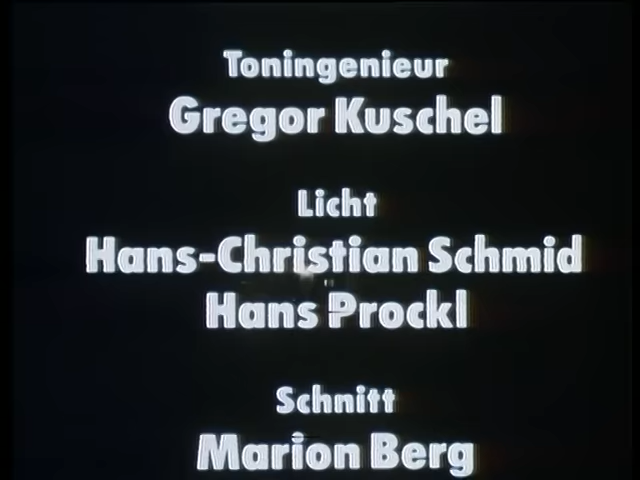 Toningenieur
Gregor Kuschel
Licht
Hans-Christian Schmid
Hans Prockl
Schnitt
Marion Berg